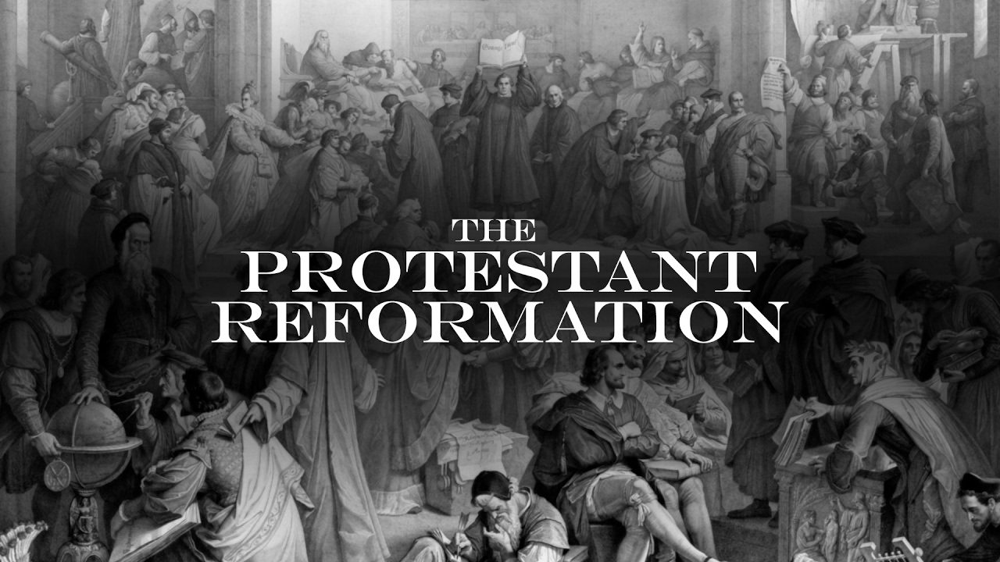 THE
PROTESTANT
REFORMATION